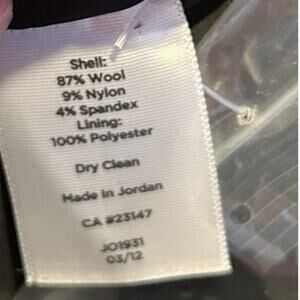 Shell:
87% Wool
9% Nylon
4% Spandex
Lining:
100% Polyester
Dry Clean
Made in Jordan
CA #23147
JO1931
03/12